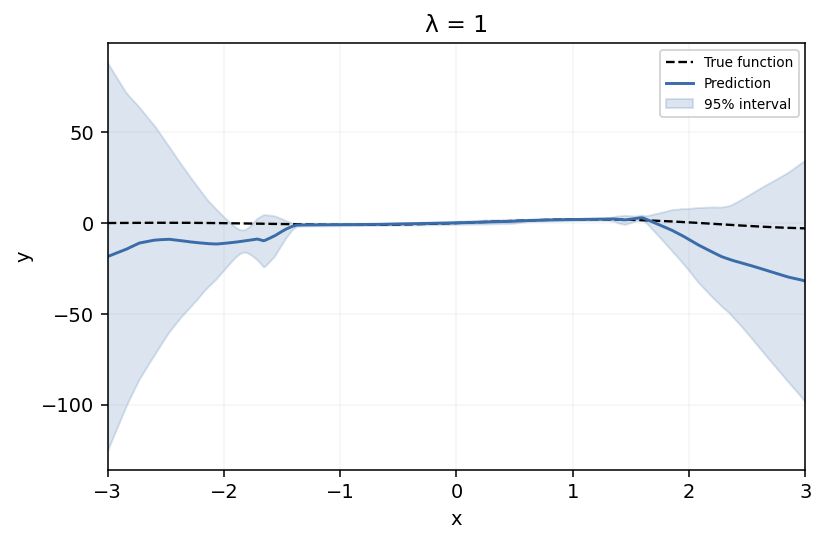 λ = 1
True function
Prediction
95% interval
50
0
−50
−100
y
−3
−2
−1
0
1
2
3
x